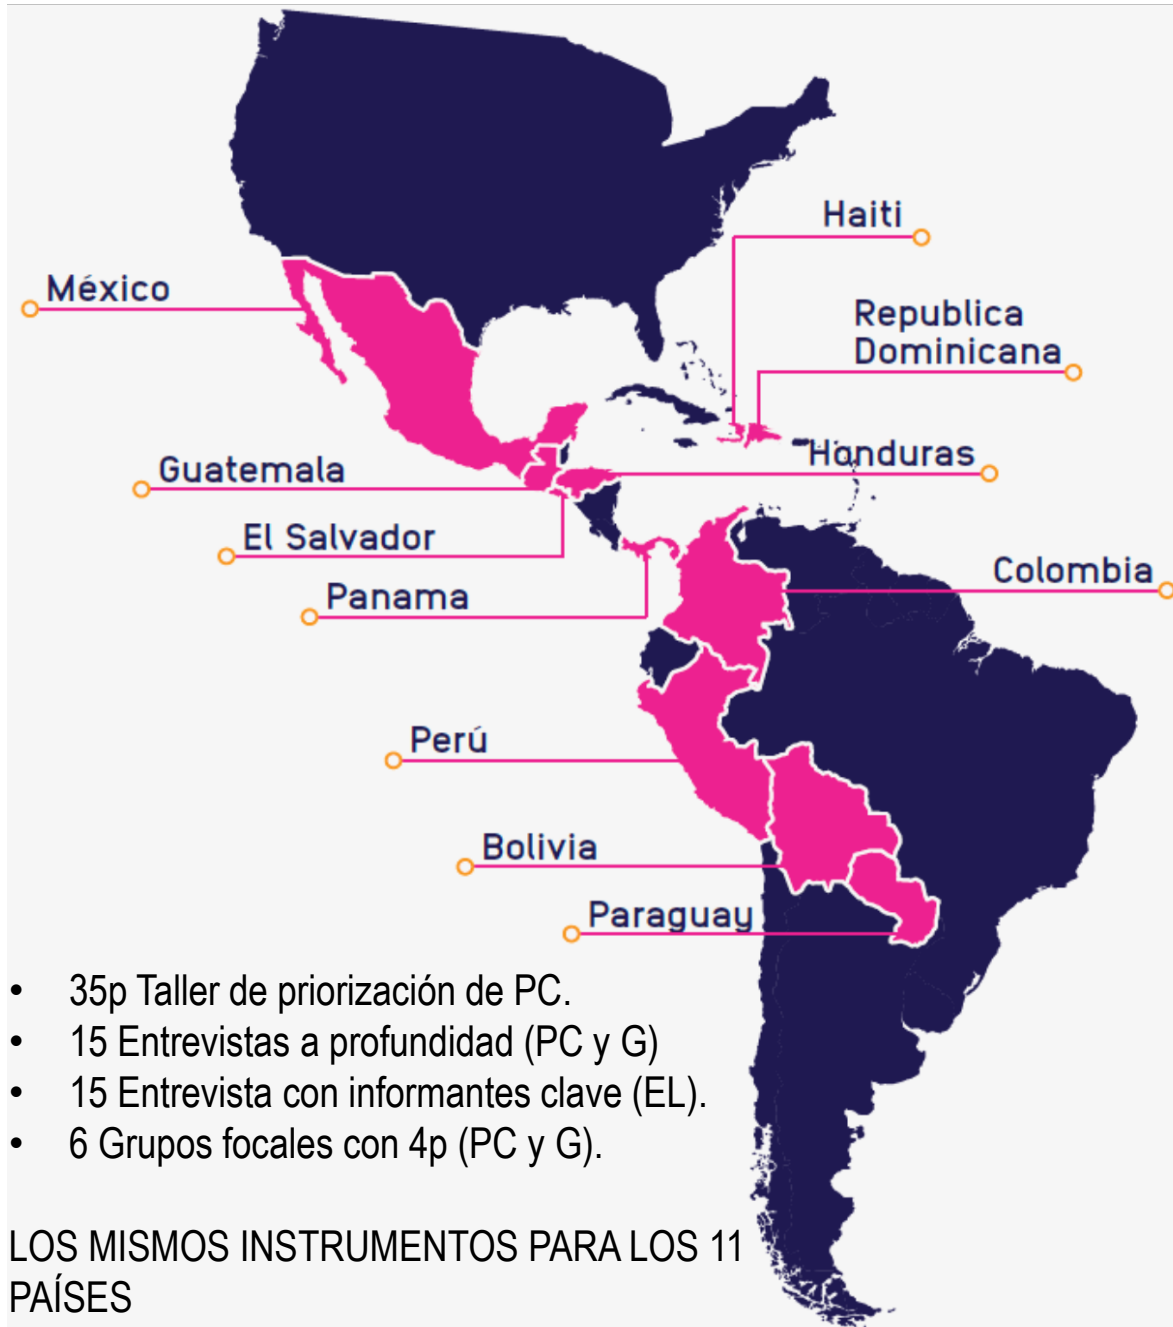 Haiti
México
Republica
Dominicana
Guatemala
Honduras
El Salvador
Colombia
Panama
Perú
Bolivia
Paraguay
• 35p Taller de priorización de PC.
• 15 Entrevistas a profundidad (PC y G)
• 15 Entrevista con informantes clave (EL).
• 6 Grupos focales con 4p (PC y G).
LOS MISMOS INSTRUMENTOS PARA LOS 11
PAÍSES